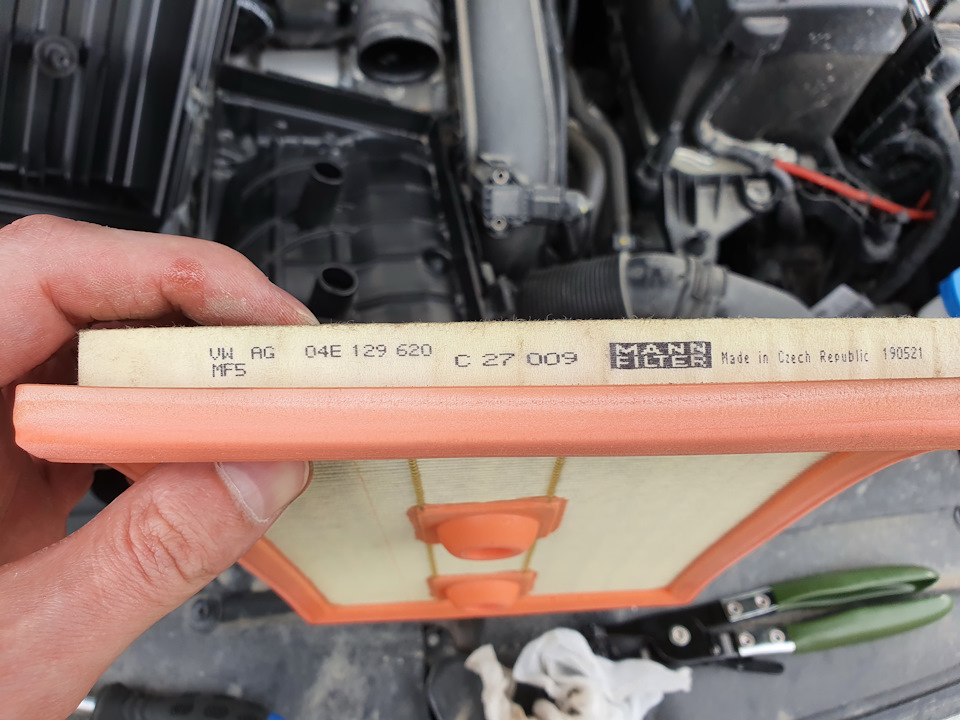 VW AG 04E 129 620 C 27 009 MANN FILTER Made in Czech Republic 190521
MF5